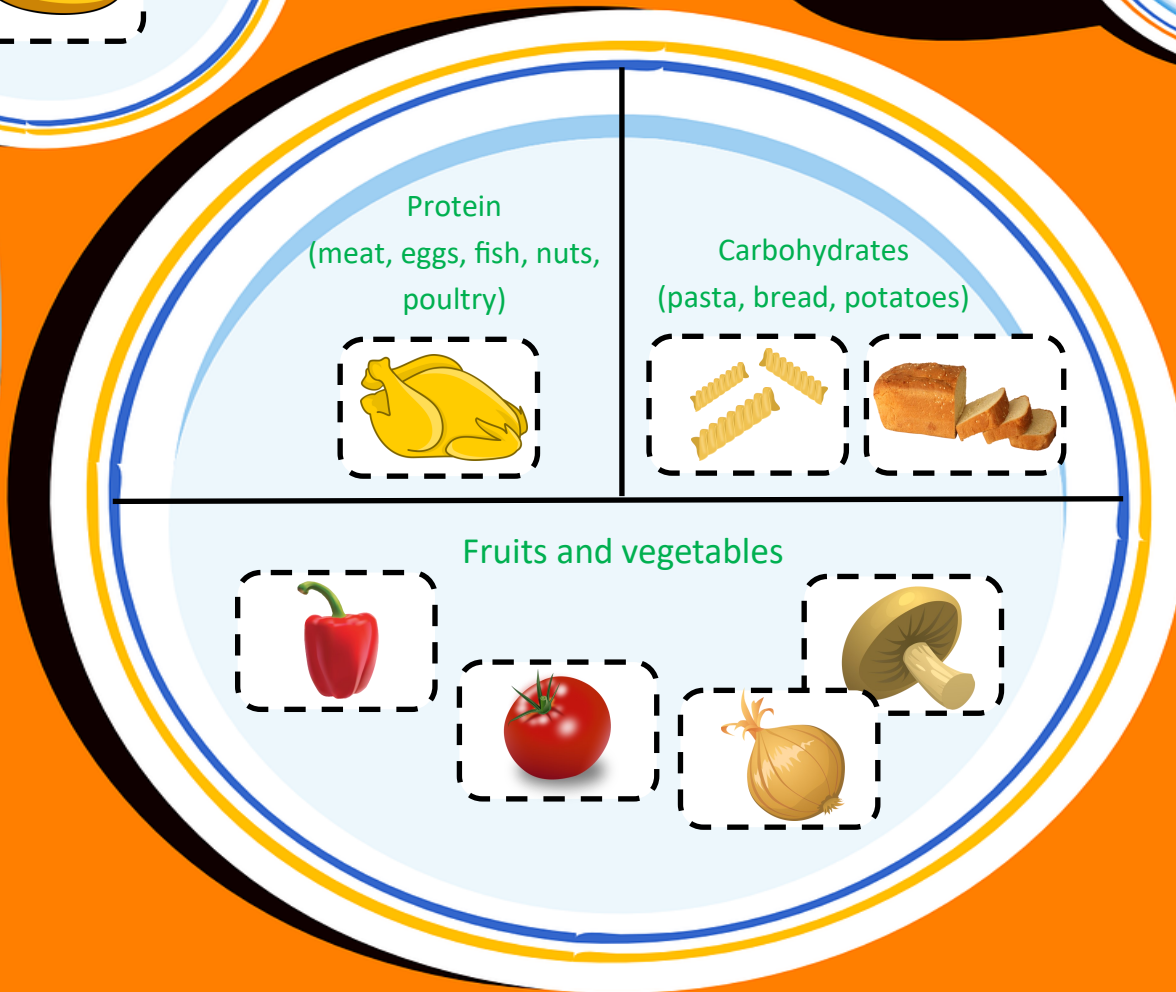 Protein
(meat, eggs, fish, nuts,
poultry)
Carbohydrates
(pasta, bread, potatoes)
Fruits and vegetables